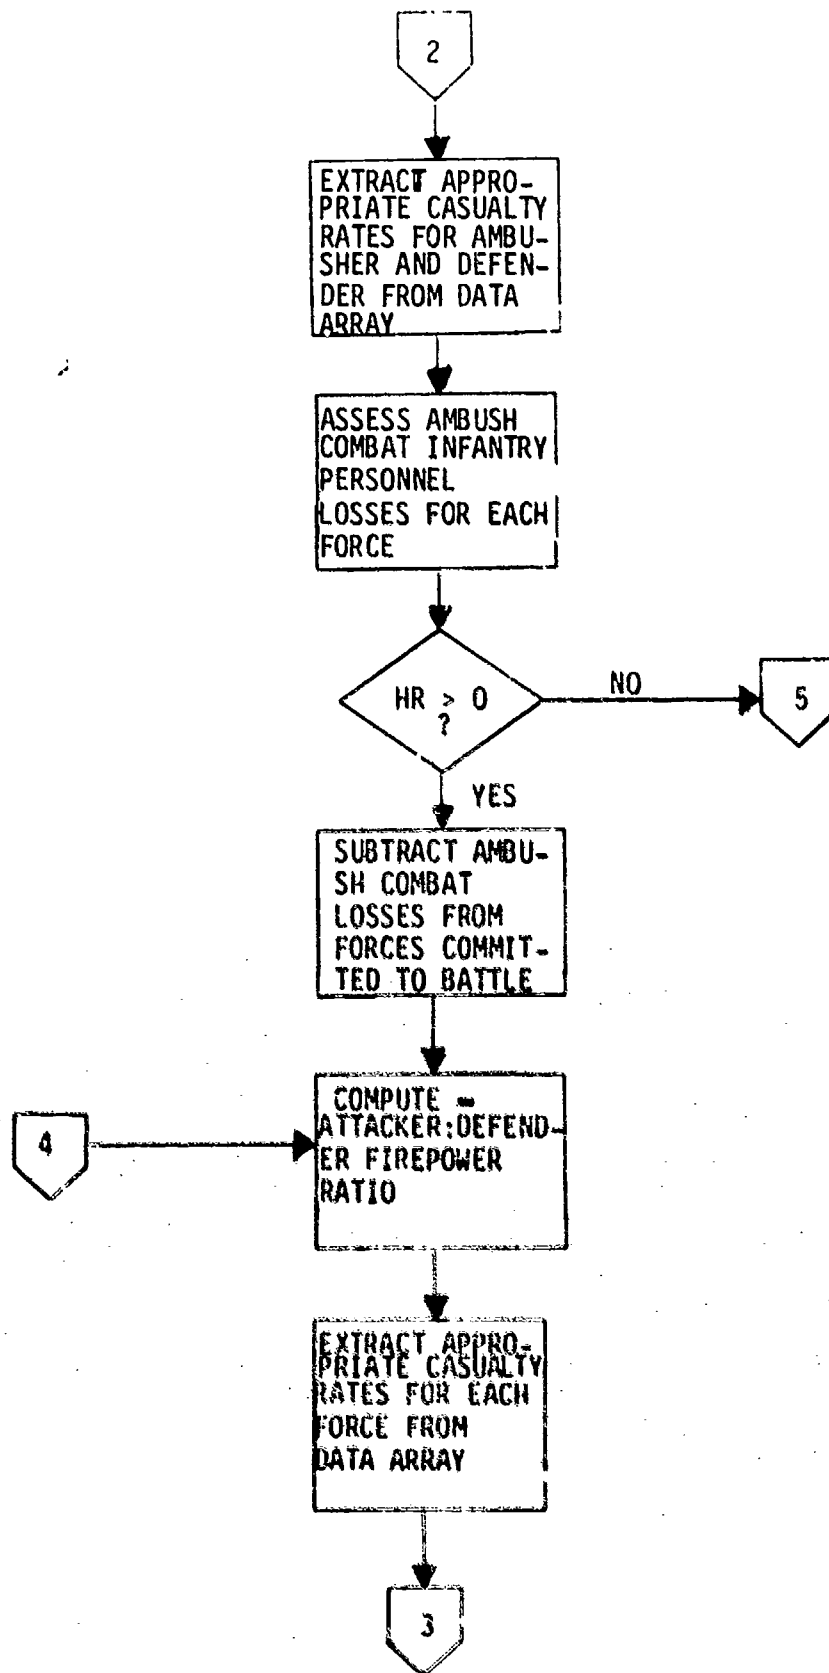 2
EXTRACT APPRO-
PRIATE CASUALTY
RATES FOR AMBU-
SHER AND DEFEN-
DER FROM DATA
ARRAY
ASSESS AMBUSH
COMBAT INFANTRY
PERSONNEL
LOSSES FOR EACH
FORCE
HR > 0
?
NO
5
YES
SUBTRACT AMBU-
SH COMBAT
LOSSES FROM
FORCES COMMIT-
TED TO BATTLE
4
COMPUTE -
ATTACKER:DEFEND-
ER FIREPOWER
RATIO
EXTRACT APPRO-
PRIATE CASUALTY
RATES FOR EACH
FORCE FROM
DATA ARRAY
3